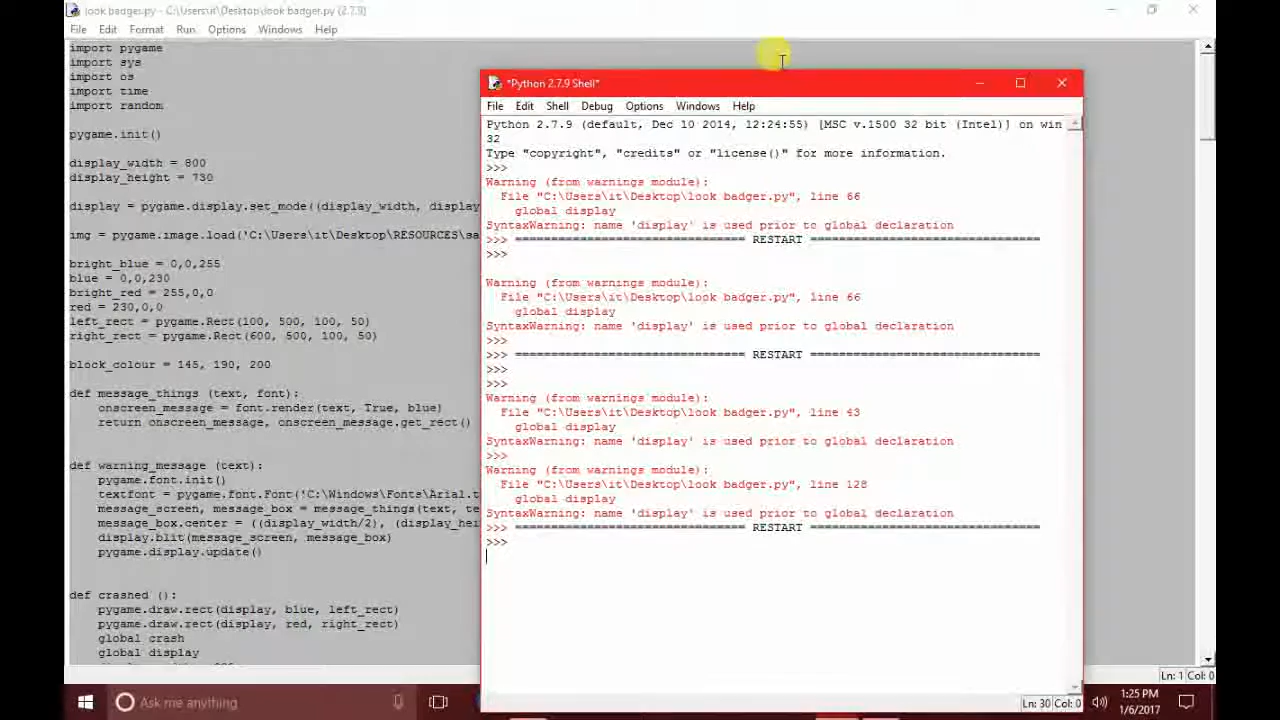 look badger.py - C:\Users\it\Desktop\look badger.py (2.7.9)
File Edit Format Run Options Windows Help
import pygame
import sys
import os
import time
import random
pygame.init()
display_width = 800
display_height = 730
display = pygame.display.set_mode((display_width, display
img = pygame.image.load('C:\Users\it\Desktop\RESOURCES\sa
bright_blue = 0,0,255
blue = 0,0,230
bright_red = 255,0,0
red = 230,0,0
left_rect = pygame.Rect(100, 500, 100, 50)
right_rect = pygame.Rect(600, 500, 100, 50)
block_colour = 145, 190, 200
def message_things (text, font):
onscreen_message = font.render(text, True, blue)
return onscreen_message, onscreen_message.get_rect()
def warning_message (text):
pygame.font.init()
textfont = pygame.font.Font('C:\Windows\Fonts\Arial.t
message_screen, message_box = message_things(text, te
message_box.center = ((display_width/2), (display_hei
display.blit(message_screen, message_box)
pygame.display.update()
def crashed ():
pygame.draw.rect(display, blue, left_rect)
pygame.draw.rect(display, red, right_rect)
global crash
global display
Ln: 1 Col: 0
*Python 2.7.9 Shell*
File Edit Shell Debug Options Windows Help
Python 2.7.9 (default, Dec 10 2014, 12:24:55) [MSC v.1500 32 bit (Intel)] on win
32
Type "copyright", "credits" or "license()" for more information.
>>>
Warning (from warnings module):
File "C:\Users\it\Desktop\look badger.py", line 66
global display
SyntaxWarning: name 'display' is used prior to global declaration
>>> ================================ RESTART ================================
>>>
Warning (from warnings module):
File "C:\Users\it\Desktop\look badger.py", line 66
global display
SyntaxWarning: name 'display' is used prior to global declaration
>>>
>>> ================================ RESTART ================================
>>>
>>>
Warning (from warnings module):
File "C:\Users\it\Desktop\look badger.py", line 43
global display
SyntaxWarning: name 'display' is used prior to global declaration
>>>
Warning (from warnings module):
File "C:\Users\it\Desktop\look badger.py", line 128
global display
SyntaxWarning: name 'display' is used prior to global declaration
>>> ================================ RESTART ================================
>>>
Ln: 30 Col: 0
Ask me anything
1:25 PM
1/6/2017